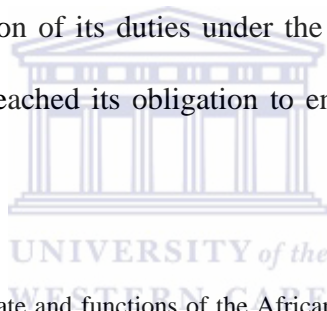 on of its duties under the
eached its obligation to en
UNIVERSITY of the
ate and functions of the African
WESTERN CAPE